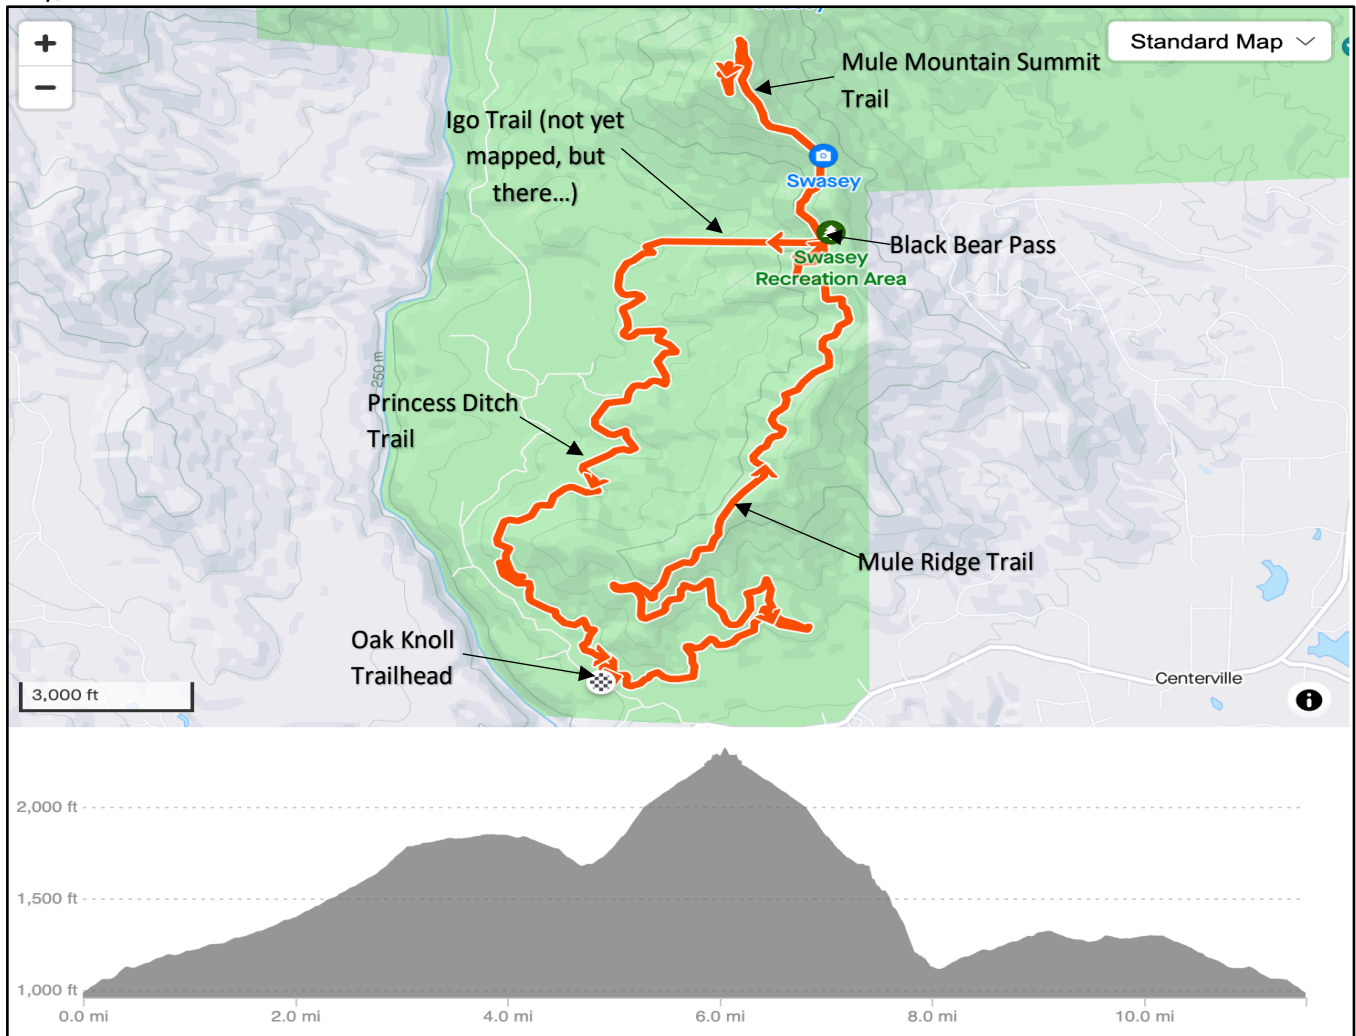 Swasey
+
−
Standard Map
Mule Mountain Summit
Trail
Igo Trail (not yet
mapped, but
there...)
Swasey
Black Bear Pass
Swasey
Recreation Area
250 m
Princess Ditch
Trail
Mule Ridge Trail
Oak Knoll
Trailhead
3,000 ft
Centerville
i
2,000 ft
1,500 ft
1,000 ft
0.0 mi 2.0 mi 4.0 mi 6.0 mi 8.0 mi 10.0 mi